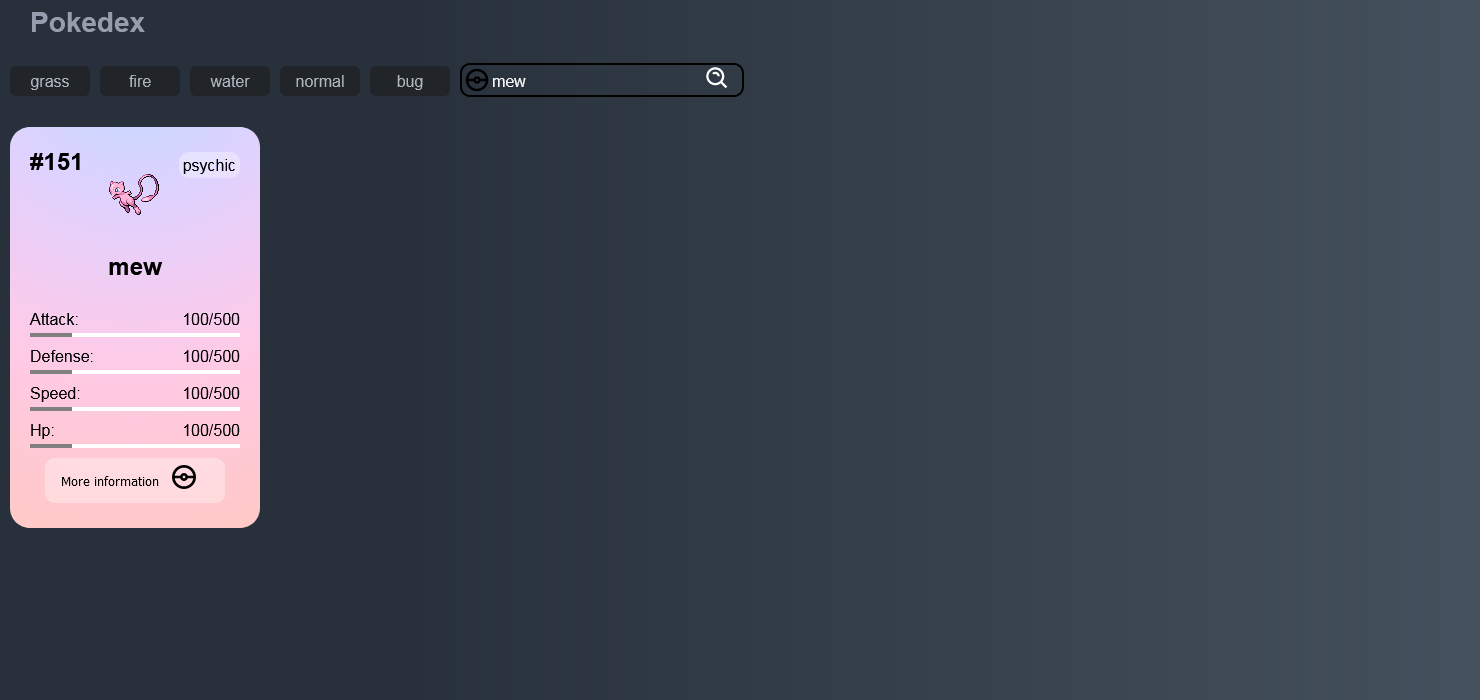 Pokedex
grass fire water normal bug mew
#151 psychic
mew
Attack: 100/500
Defense: 100/500
Speed: 100/500
Hp: 100/500
More information